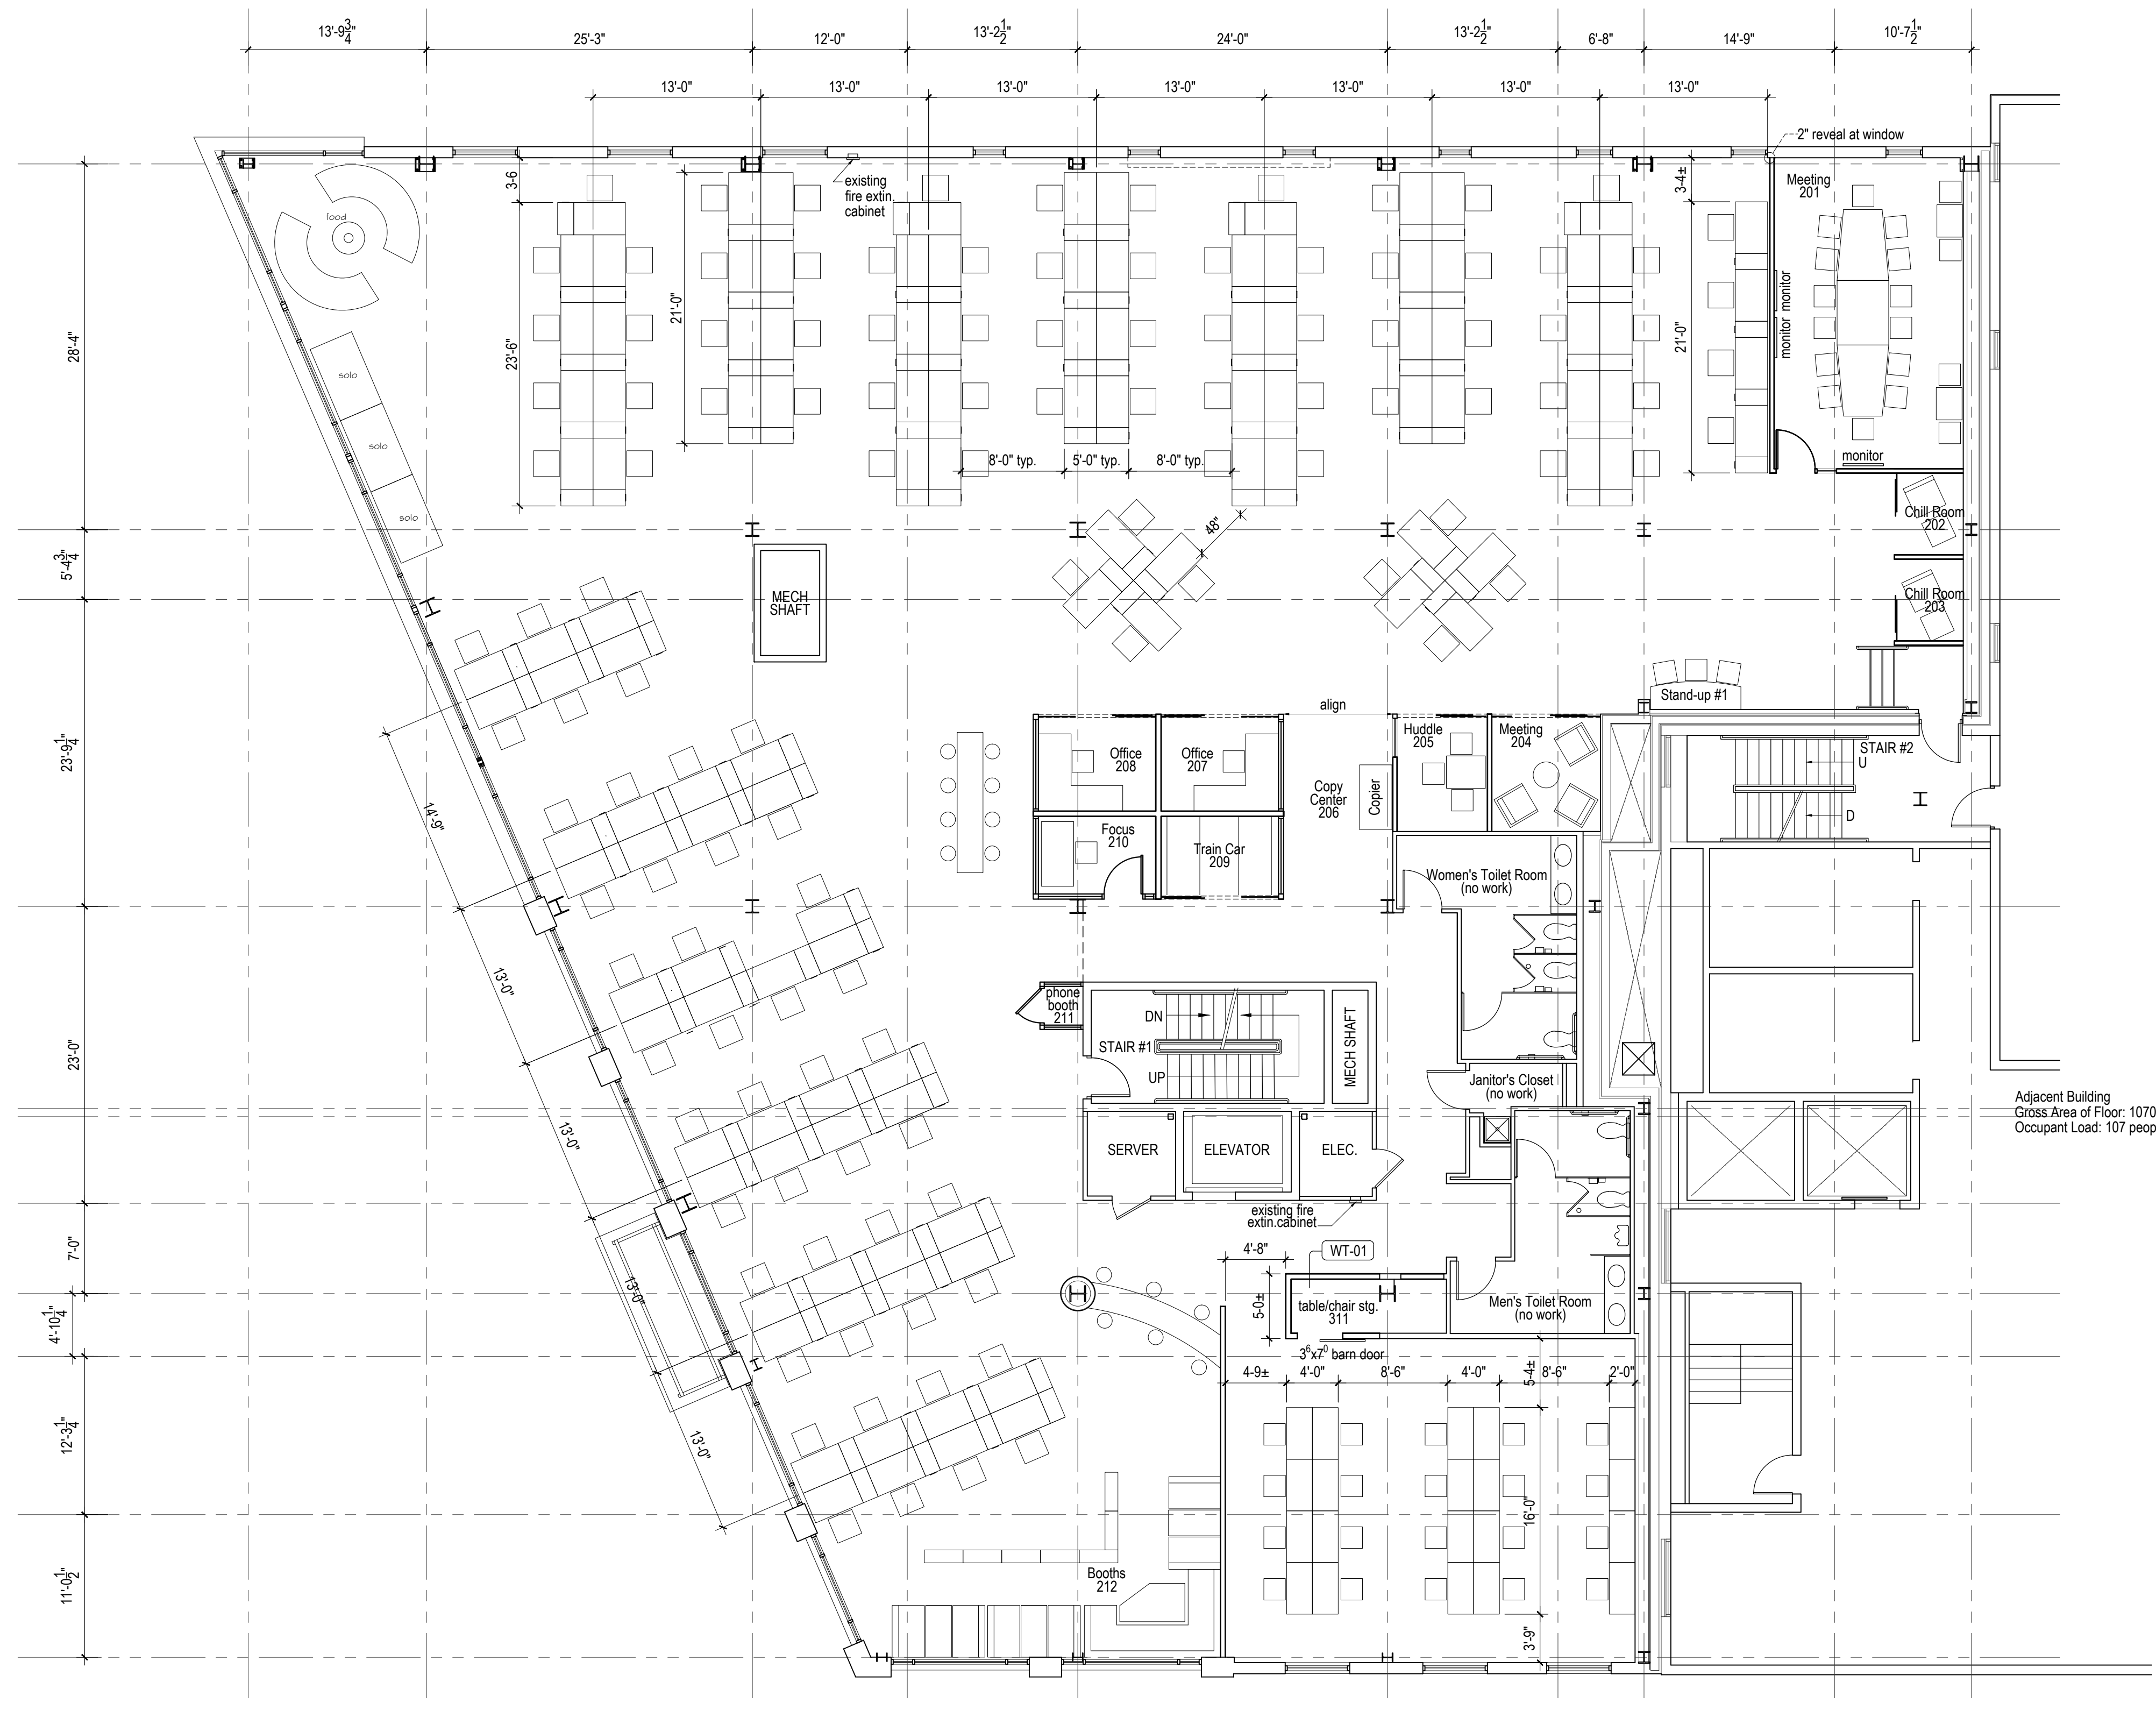 13'-9 3/4"
25'-3"
12'-0"
13'-2 1/2"
24'-0"
13'-2 1/2"
6'-8"
14'-9"
10'-7 1/2"
13'-0"
13'-0"
13'-0"
13'-0"
13'-0"
13'-0"
13'-0"
2" reveal at window
28'-4"
5'-4 3/4"
23'-9 1/4"
23'-0"
7'-0"
4'-10 1/4"
12'-3 1/4"
11'-0 1/2"
food
solo
solo
solo
3-6
23'-6"
21'-0"
existing
fire extin.
cabinet
8'-0" typ.
5'-0" typ.
8'-0" typ.
48"
3-4±
21'-0"
Meeting
201
monitor
monitor
monitor
Chill Room
202
Chill Room
203
MECH
SHAFT
Stand-up #1
align
Office
208
Office
207
Focus
210
Train Car
209
Copy
Center
206
Copier
Huddle
205
Meeting
204
STAIR #2
U
D
14'-9"
13'-0"
13'-0"
13'-0"
13'-0"
Women's Toilet Room
(no work)
phone
booth
211
DN
STAIR #1
UP
MECH SHAFT
Janitor's Closet
(no work)
SERVER
ELEVATOR
ELEC.
existing fire
extin.cabinet
Adjacent Building
Gross Area of Floor: 1070
Occupant Load: 107 peop
4'-8"
WT-01
5-0±
table/chair stg.
311
Men's Toilet Room
(no work)
3⁶x7⁰ barn door
4-9±
4'-0"
8'-6"
4'-0"
5-4±
8'-6"
2'-0"
16'-0"
3'-9"
Booths
212